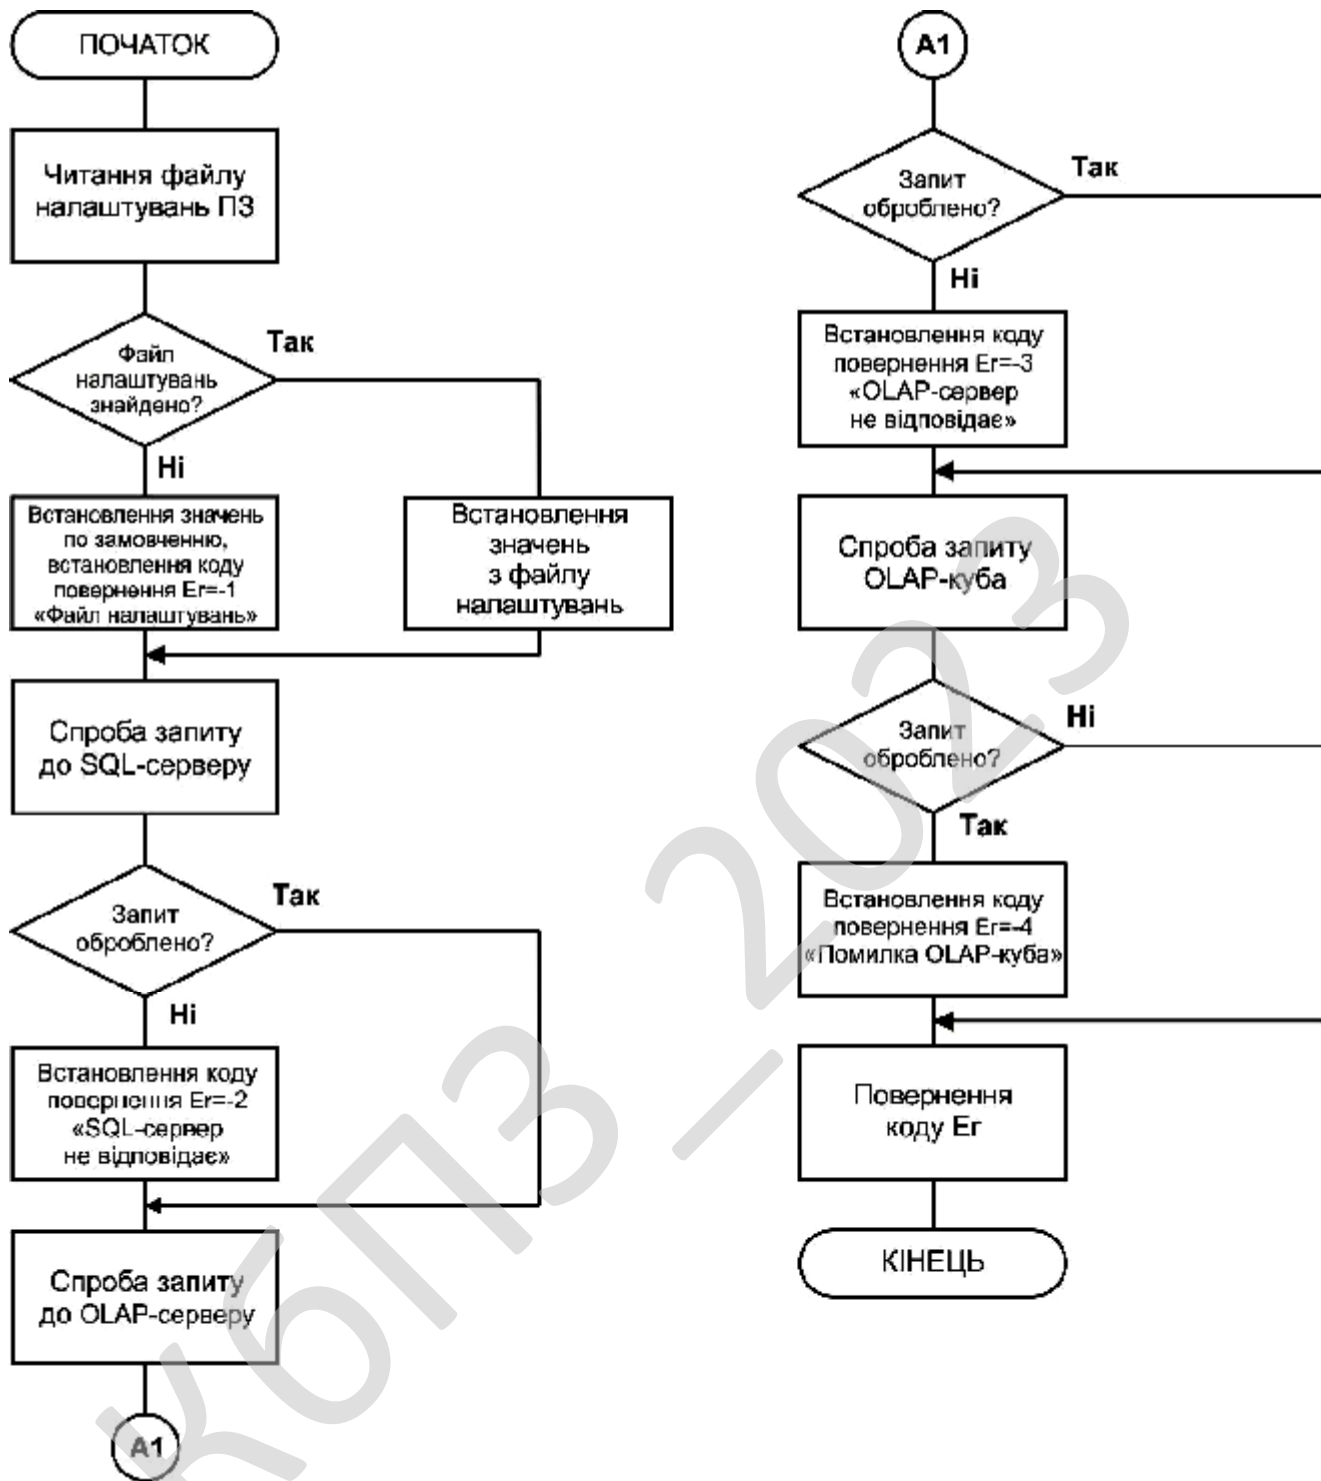 ПОЧАТОК
Читання файлу
налаштувань ПЗ
Файл
налаштувань
знайдено?
Так
Ні
Встановлення значень
по замовченню,
встановлення коду
повернення Er=-1
«Файл налаштувань»
Встановлення
значень
з файлу
налаштувань
Спроба запиту
до SQL-серверу
Запит
оброблено?
Так
Ні
Встановлення коду
повернення Er=-2
«SQL-сервер
не відповідає»
Спроба запиту
до OLAP-серверу
А1
А1
Запит
оброблено?
Так
Ні
Встановлення коду
повернення Er=-3
«OLAP-сервер
не відповідає»
Спроба запиту
OLAP-куба
Запит
оброблено?
Ні
Так
Встановлення коду
повернення Er=-4
«Помилка OLAP-куба»
Повернення
коду Er
КІНЕЦЬ
КбПЗ_2023